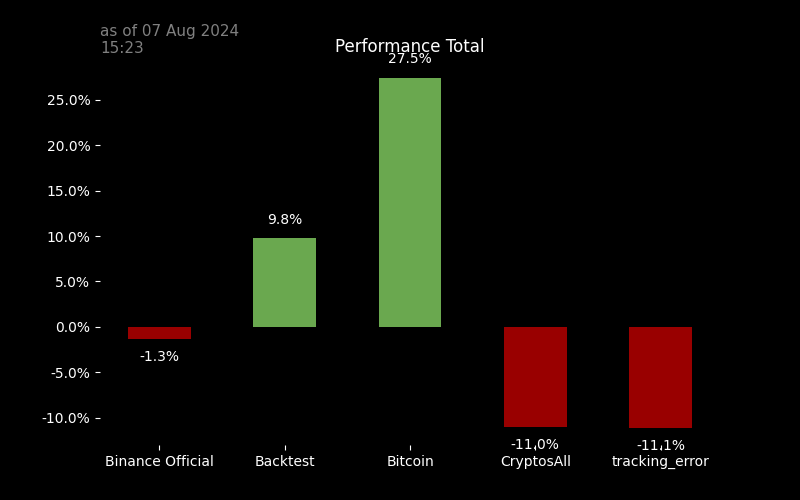 as of 07 Aug 2024
15:23
Performance Total
27.5%
25.0%
20.0%
15.0%
9.8%
10.0%
5.0%
0.0%
-1.3%
-5.0%
-10.0%
-11.0%
-11.1%
Binance Official
Backtest
Bitcoin
CryptosAll
tracking_error